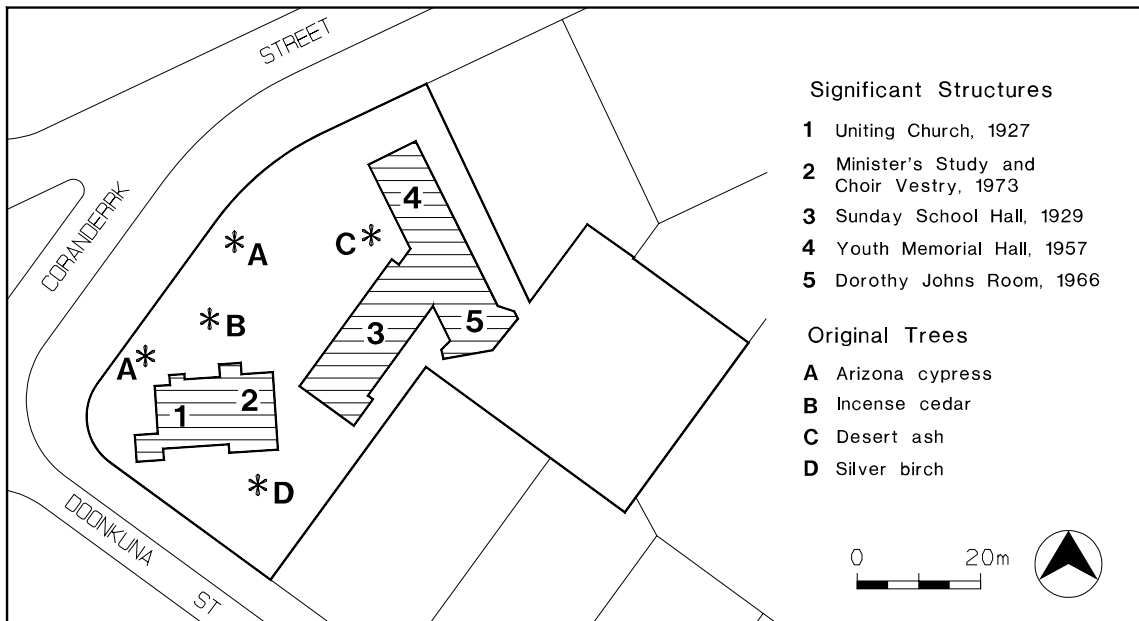 STREET
CORANDERRK
DOONKUNA
ST
A
C
B
A
D
1
2
3
4
5
Significant Structures
1 Uniting Church, 1927
2 Minister's Study and
Choir Vestry, 1973
3 Sunday School Hall, 1929
4 Youth Memorial Hall, 1957
5 Dorothy Johns Room, 1966
Original Trees
A Arizona cypress
B Incense cedar
C Desert ash
D Silver birch
0 20m